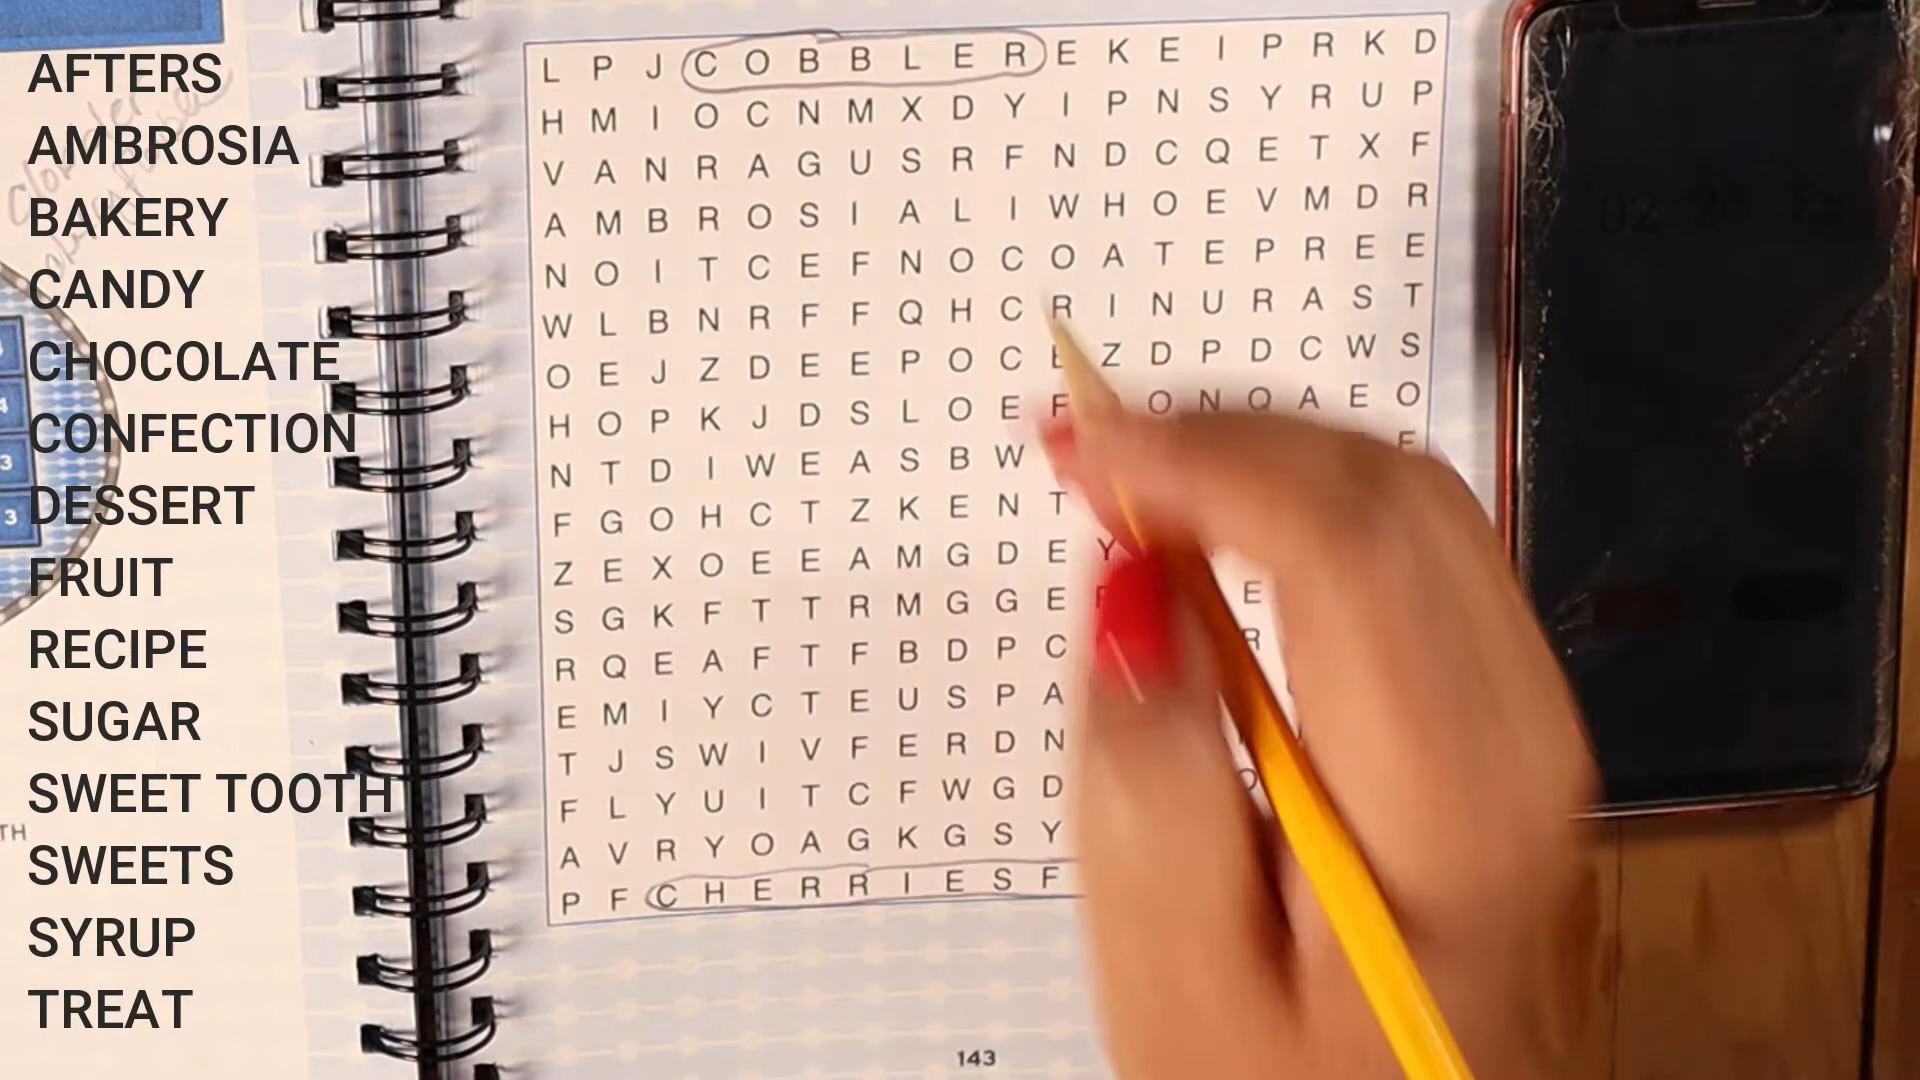 AFTERS
AMBROSIA
BAKERY
CANDY
CHOCOLATE
CONFECTION
DESSERT
FRUIT
RECIPE
SUGAR
SWEET TOOTH
SWEETS
SYRUP
TREAT
L P J C O B B L E R E K E I P R K D
H M I O C N M X D Y I P N S Y R U P
V A N R A G U S R F N D C Q E T X F
A M B R O S I A L I W H O E V M D R
N O I T C E F N O C O A T E P R E E
W L B N R F F Q H C R I N U R A S T
O E J Z D E E P O C E Z D P D C W S
H O P K J D S L O E F O N Q A E O
N T D I W E A S B W
F G O H C T Z K E N T
Z E X O E E A M G D E Y
S G K F T T R M G G E E
R Q E A F T F B D P C R
E M I Y C T E U S P A
T J S W I V F E R D N
F L Y U I T C F W G D
A V R Y O A G K G S Y
P F C H E R R I E S F
143